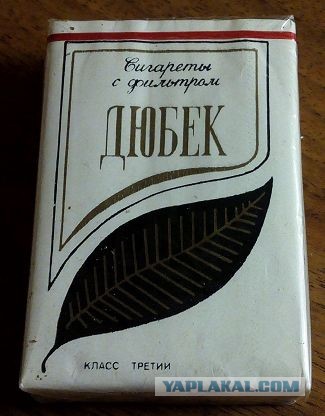 Сигареты
с фильтром
ДЮБЕК
КЛАСС ТРЕТИЙ
YAPLAKAL.COM